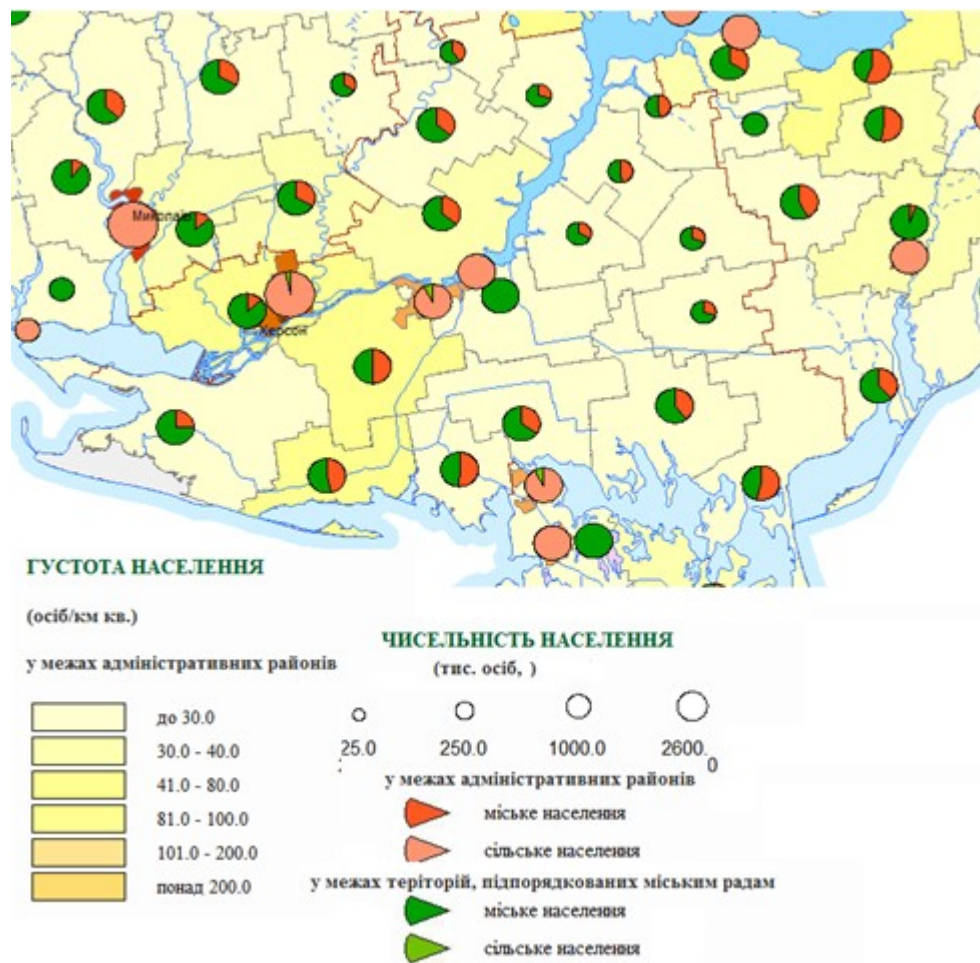 Миколаїв
Херсон
ГУСТОТА НАСЕЛЕННЯ
(осіб/км кв.)
у межах адміністративних районів
до 30.0
30.0 - 40.0
41.0 - 80.0
81.0 - 100.0
101.0 - 200.0
понад 200.0
ЧИСЕЛЬНІСТЬ НАСЕЛЕННЯ
(тис. осіб, )
25.0 250.0 1000.0 2600.
0
у межах адміністративних районів
міське населення
сільське населення
у межах теріторій, підпорядкованих міським радам
міське населення
сільське населення